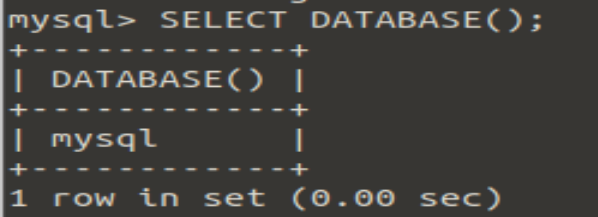 mysql> SELECT DATABASE();
+------------+
| DATABASE() |
+------------+
| mysql      |
+------------+
1 row in set (0.00 sec)